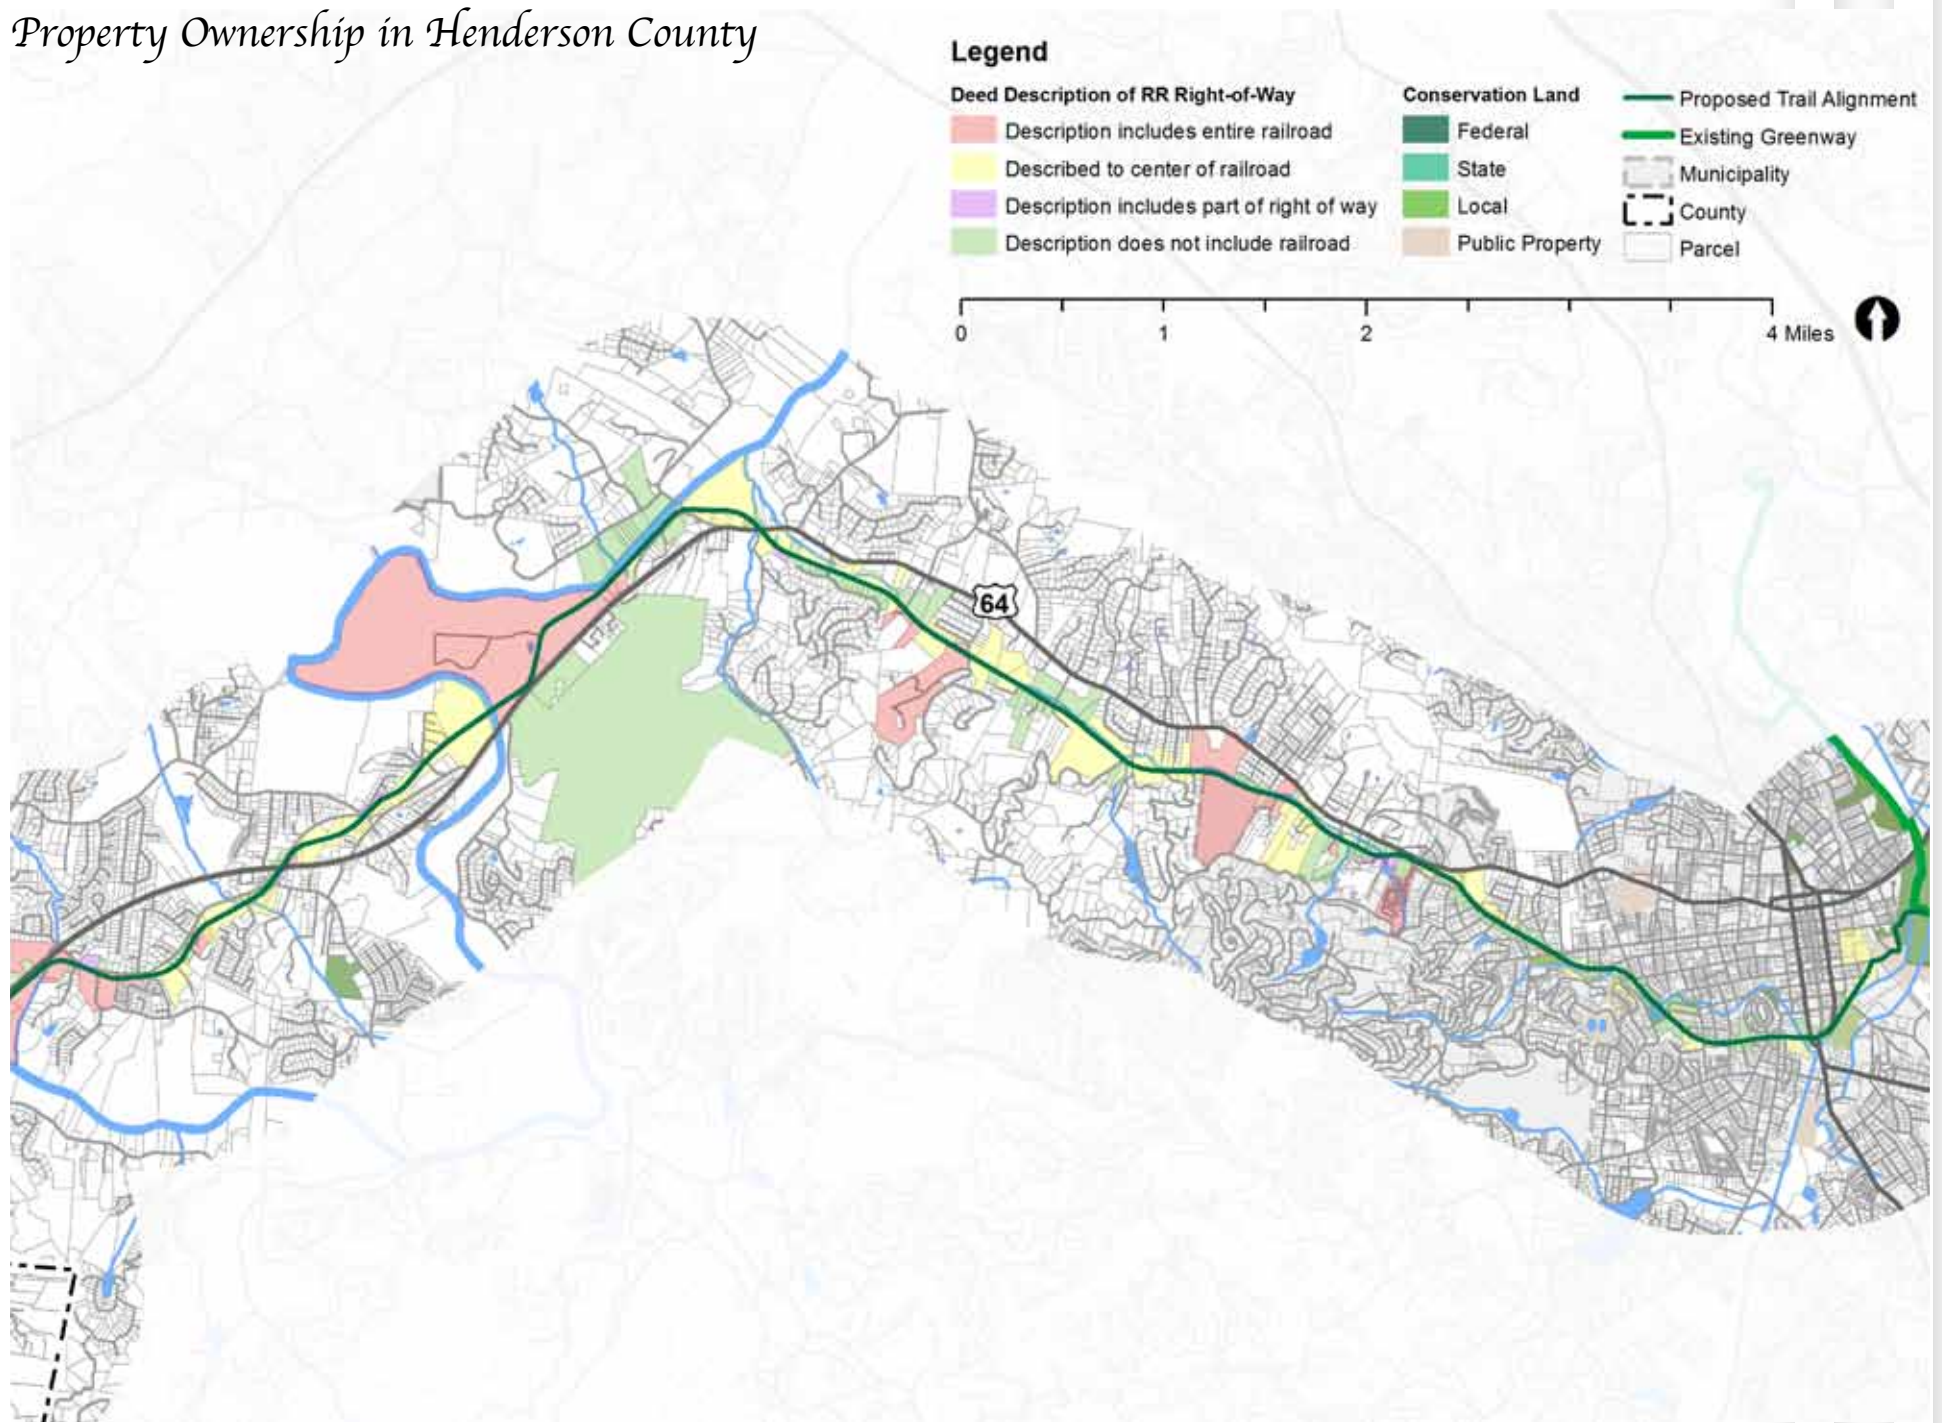 Property Ownership in Henderson County
Legend
Deed Description of RR Right-of-Way
Description includes entire railroad
Described to center of railroad
Description includes part of right of way
Description does not include railroad
Conservation Land
Federal
State
Local
Public Property
Proposed Trail Alignment
Existing Greenway
Municipality
County
Parcel
0 1 2 4 Miles
64